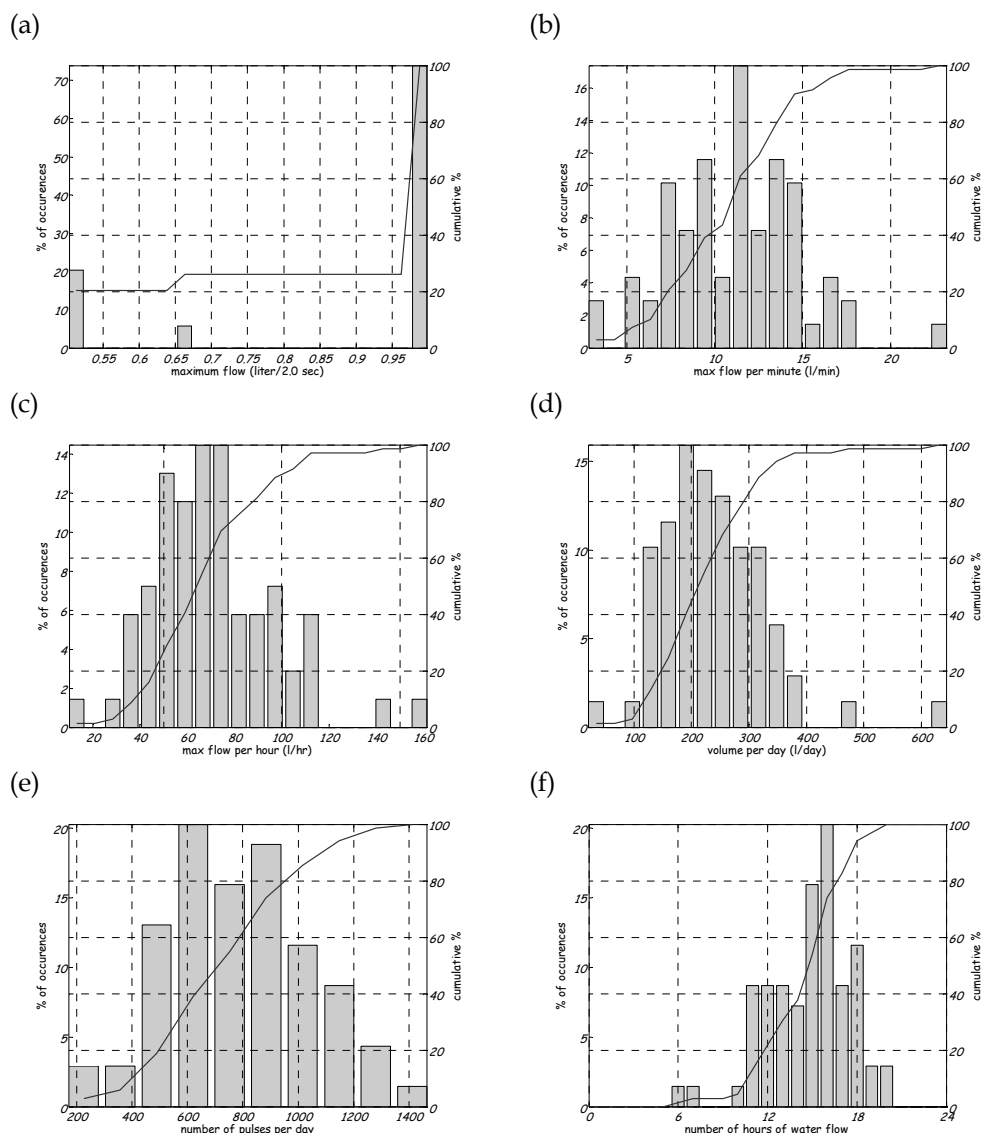 (a)
(b)
70
60
50
40
30
20
10
0
% of occurences
100
80
60
40
20
0
cumulative %
0,55 0,6 0,65 0,7 0,75 0,8 0,85 0,9 0,95
maximum flow (liter/2.0 sec)
16
14
12
10
8
6
4
2
0
% of occurences
100
80
60
40
20
0
cumulative %
5 10 15 20
max flow per minute (l/min)
(c)
(d)
14
12
10
8
6
4
2
0
% of occurences
100
80
60
40
20
0
cumulative %
20 40 60 80 100 120 140 160
max flow per hour (l/hr)
15
10
5
0
% of occurences
100
80
60
40
20
0
cumulative %
100 200 300 400 500 600
volume per day (l/day)
(e)
(f)
20
15
10
5
0
% of occurences
100
80
60
40
20
0
cumulative %
200 400 600 800 1000 1200 1400
number of pulses per day
20
15
10
5
0
% of occurences
100
80
60
40
20
0
cumulative %
0 6 12 18 24
number of hours of water flow